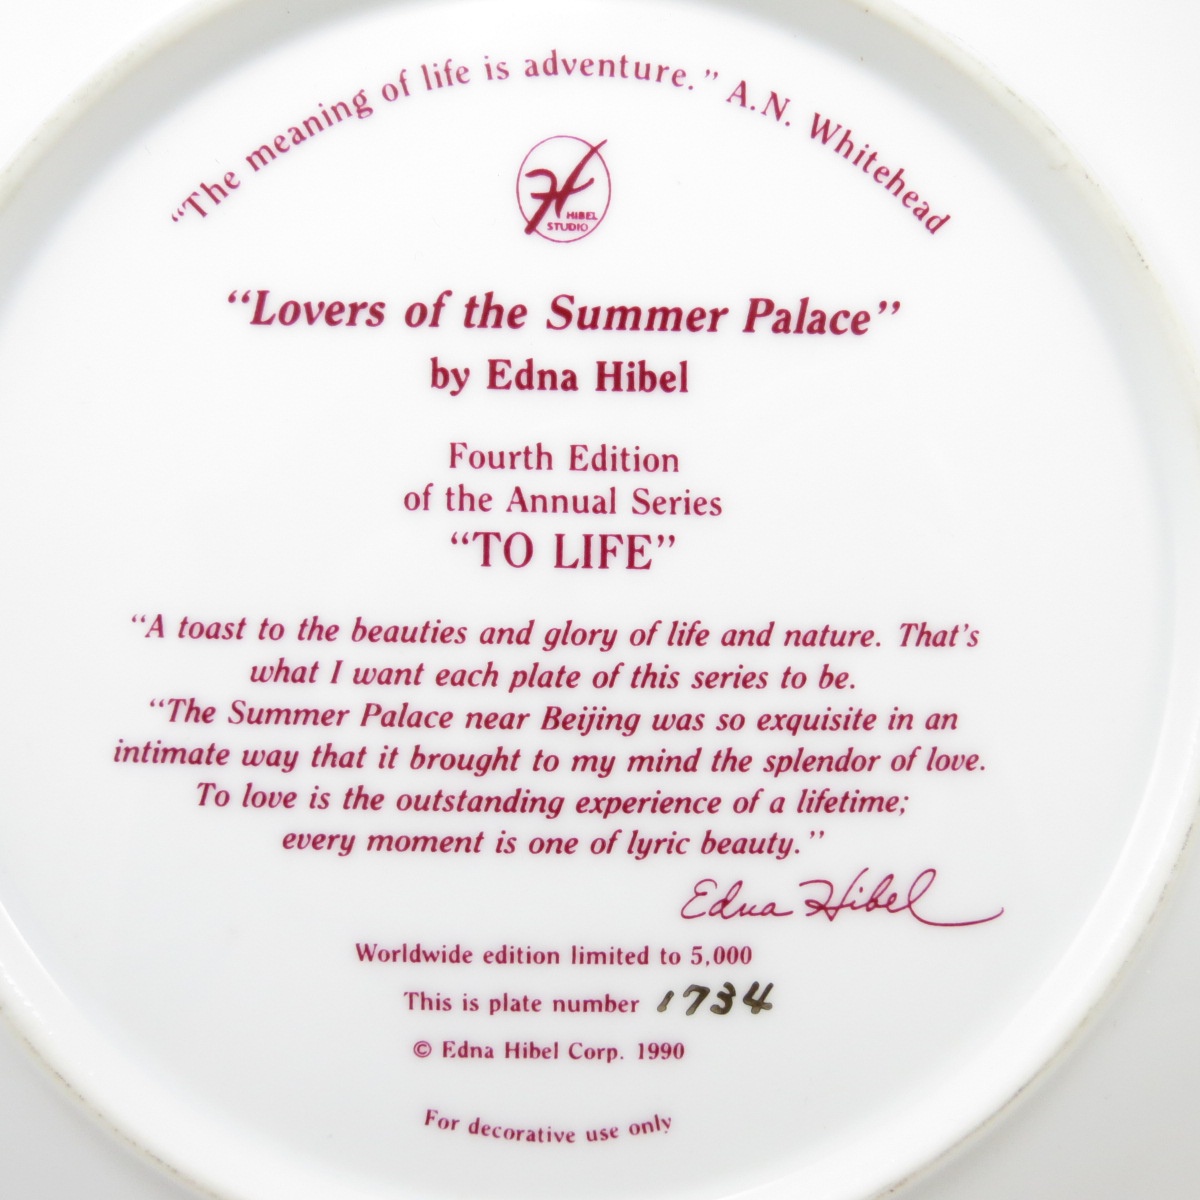 “The meaning of life is adventure.” A.N. Whitehead
H HIBEL
STUDIO
“Lovers of the Summer Palace”
by Edna Hibel
Fourth Edition
of the Annual Series
“TO LIFE”
“A toast to the beauties and glory of life and nature. That’s
what I want each plate of this series to be.
“The Summer Palace near Beijing was so exquisite in an
intimate way that it brought to my mind the splendor of love.
To love is the outstanding experience of a lifetime;
every moment is one of lyric beauty.”
Edna Hibel
Worldwide edition limited to 5,000
This is plate number 1734
© Edna Hibel Corp. 1990
For decorative use only